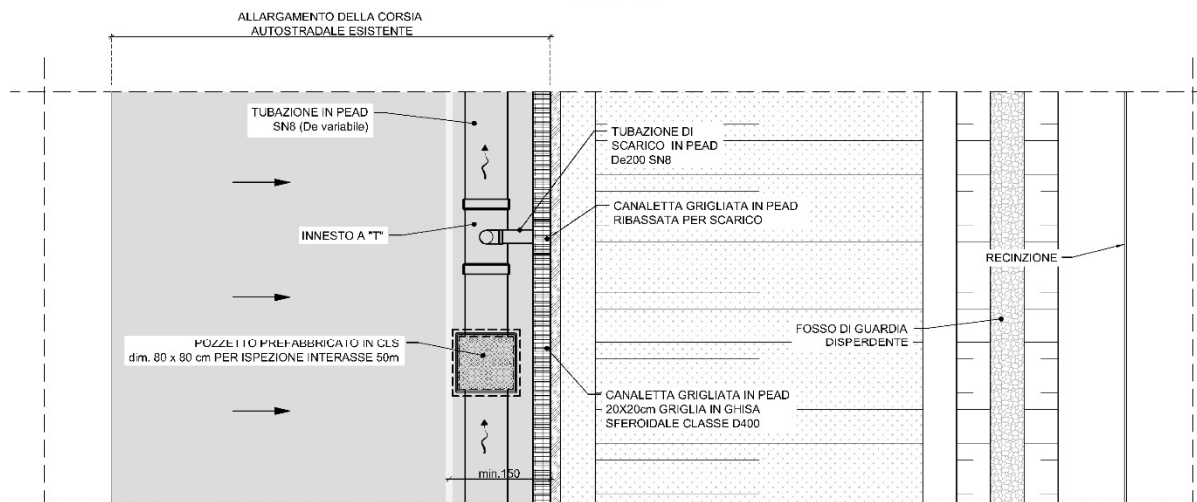 ALLARGAMENTO DELLA CORSIA
AUTOSTRADALE ESISTENTE
TUBAZIONE IN PEAD
SN8 (De variabile)
TUBAZIONE DI
SCARICO IN PEAD
De200 SN8
CANALETTA GRIGLIATA IN PEAD
RIBASSATA PER SCARICO
INNESTO A "T"
RECINZIONE
POZZETTO PREFABBRICATO IN CLS
dim. 80 x 80 cm PER ISPEZIONE INTERASSE 50m
FOSSO DI GUARDIA
DISPERDENTE
CANALETTA GRIGLIATA IN PEAD
20X20cm GRIGLIA IN GHISA
SFEROIDALE CLASSE D400
min.150